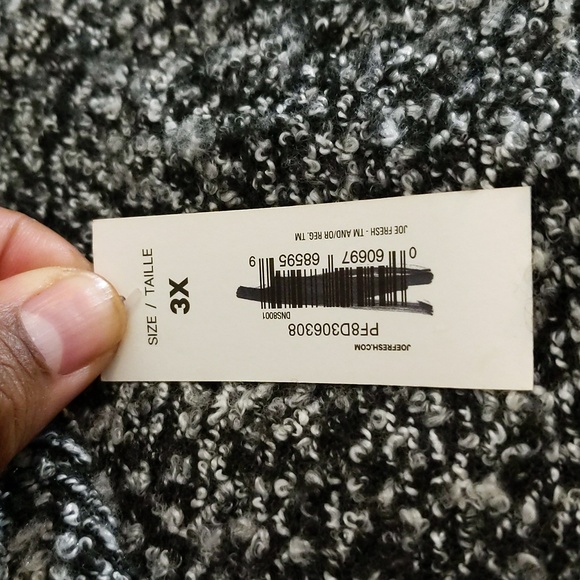 SIZE / TAILLE
3X
JOEFRESH.COM
PF8D306308
DNS8001
0 60697 68595 9
JOE FRESH - TM AND/OR REG. TM